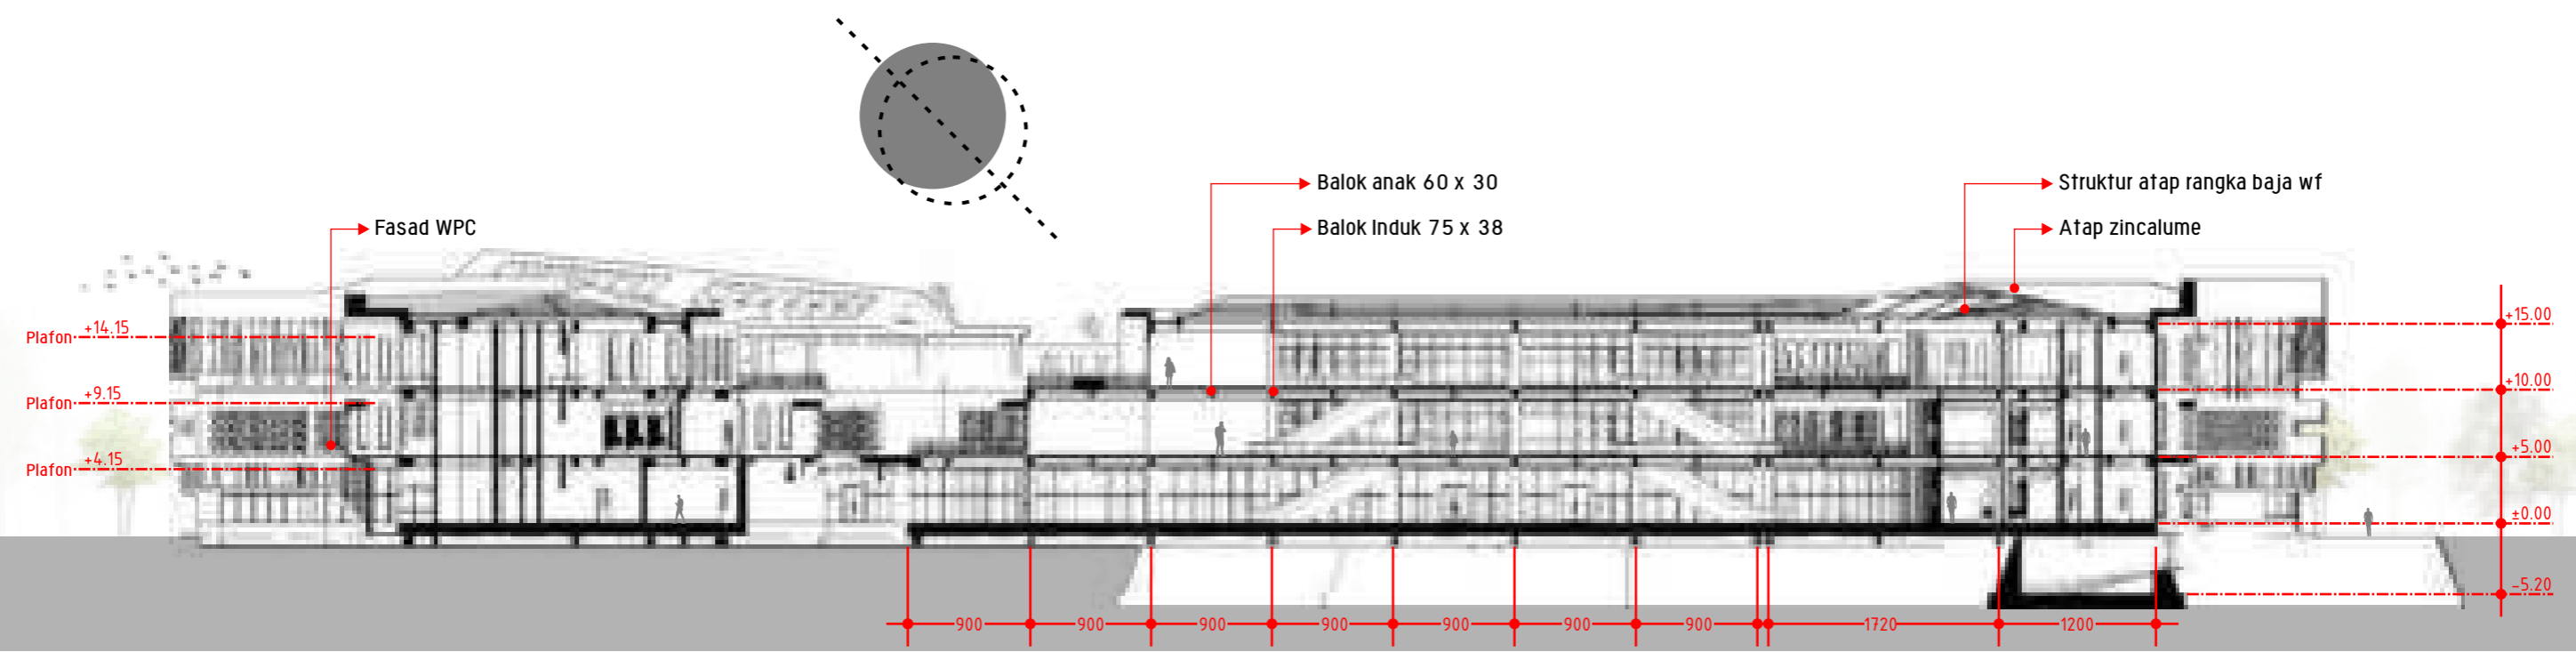 Balok anak 60 x 30
Struktur atap rangka baja wf
Fasad WPC
Balok Induk 75 x 38
Atap zincalume
Plafon +14.15
+15.00
Plafon +9.15
+10.00
Plafon +4.15
+5.00
±0.00
-5.20
900 900 900 900 900 900 900 1720 1200